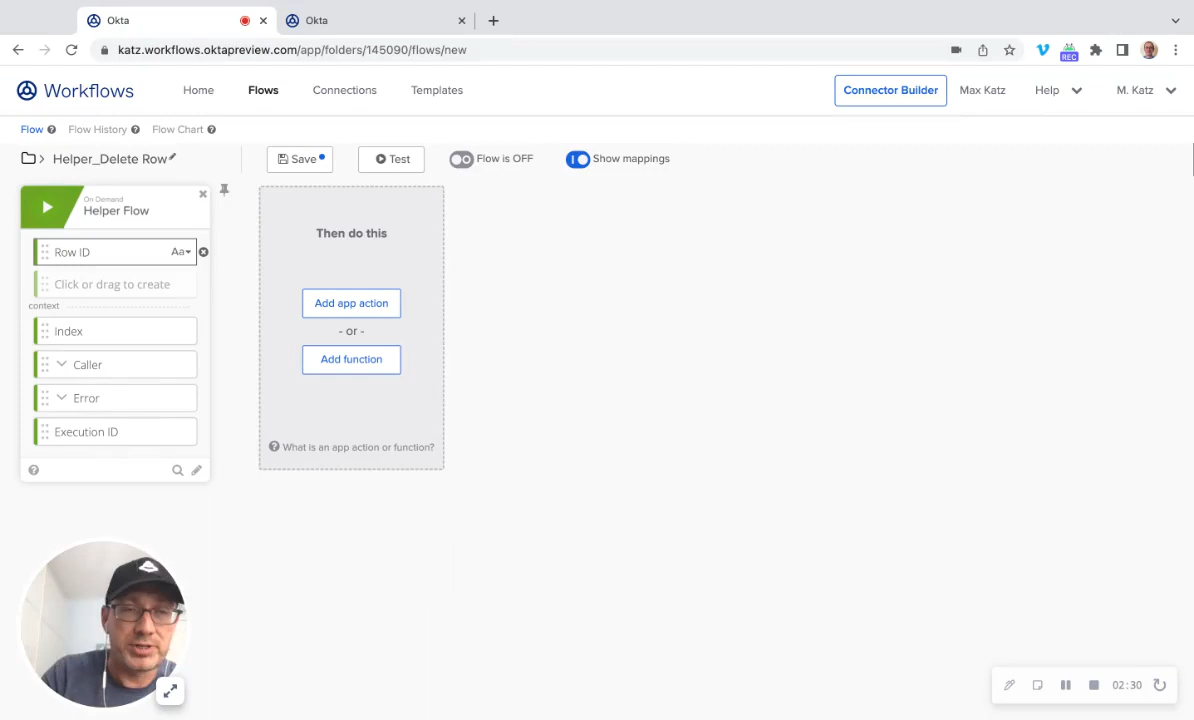 Okta
Okta
katz.workflows.oktapreview.com/app/folders/145090/flows/new
REC
Workflows
Home
Flows
Connections
Templates
Connector Builder
Max Katz
Help
M. Katz
Flow
Flow History
Flow Chart
Helper_Delete Row
Save
Test
Flow is OFF
Show mappings
On Demand
Helper Flow
Row ID
Aa
Click or drag to create
context
Index
Caller
Error
Execution ID
Then do this
Add app action
- or -
Add function
What is an app action or function?
02:30